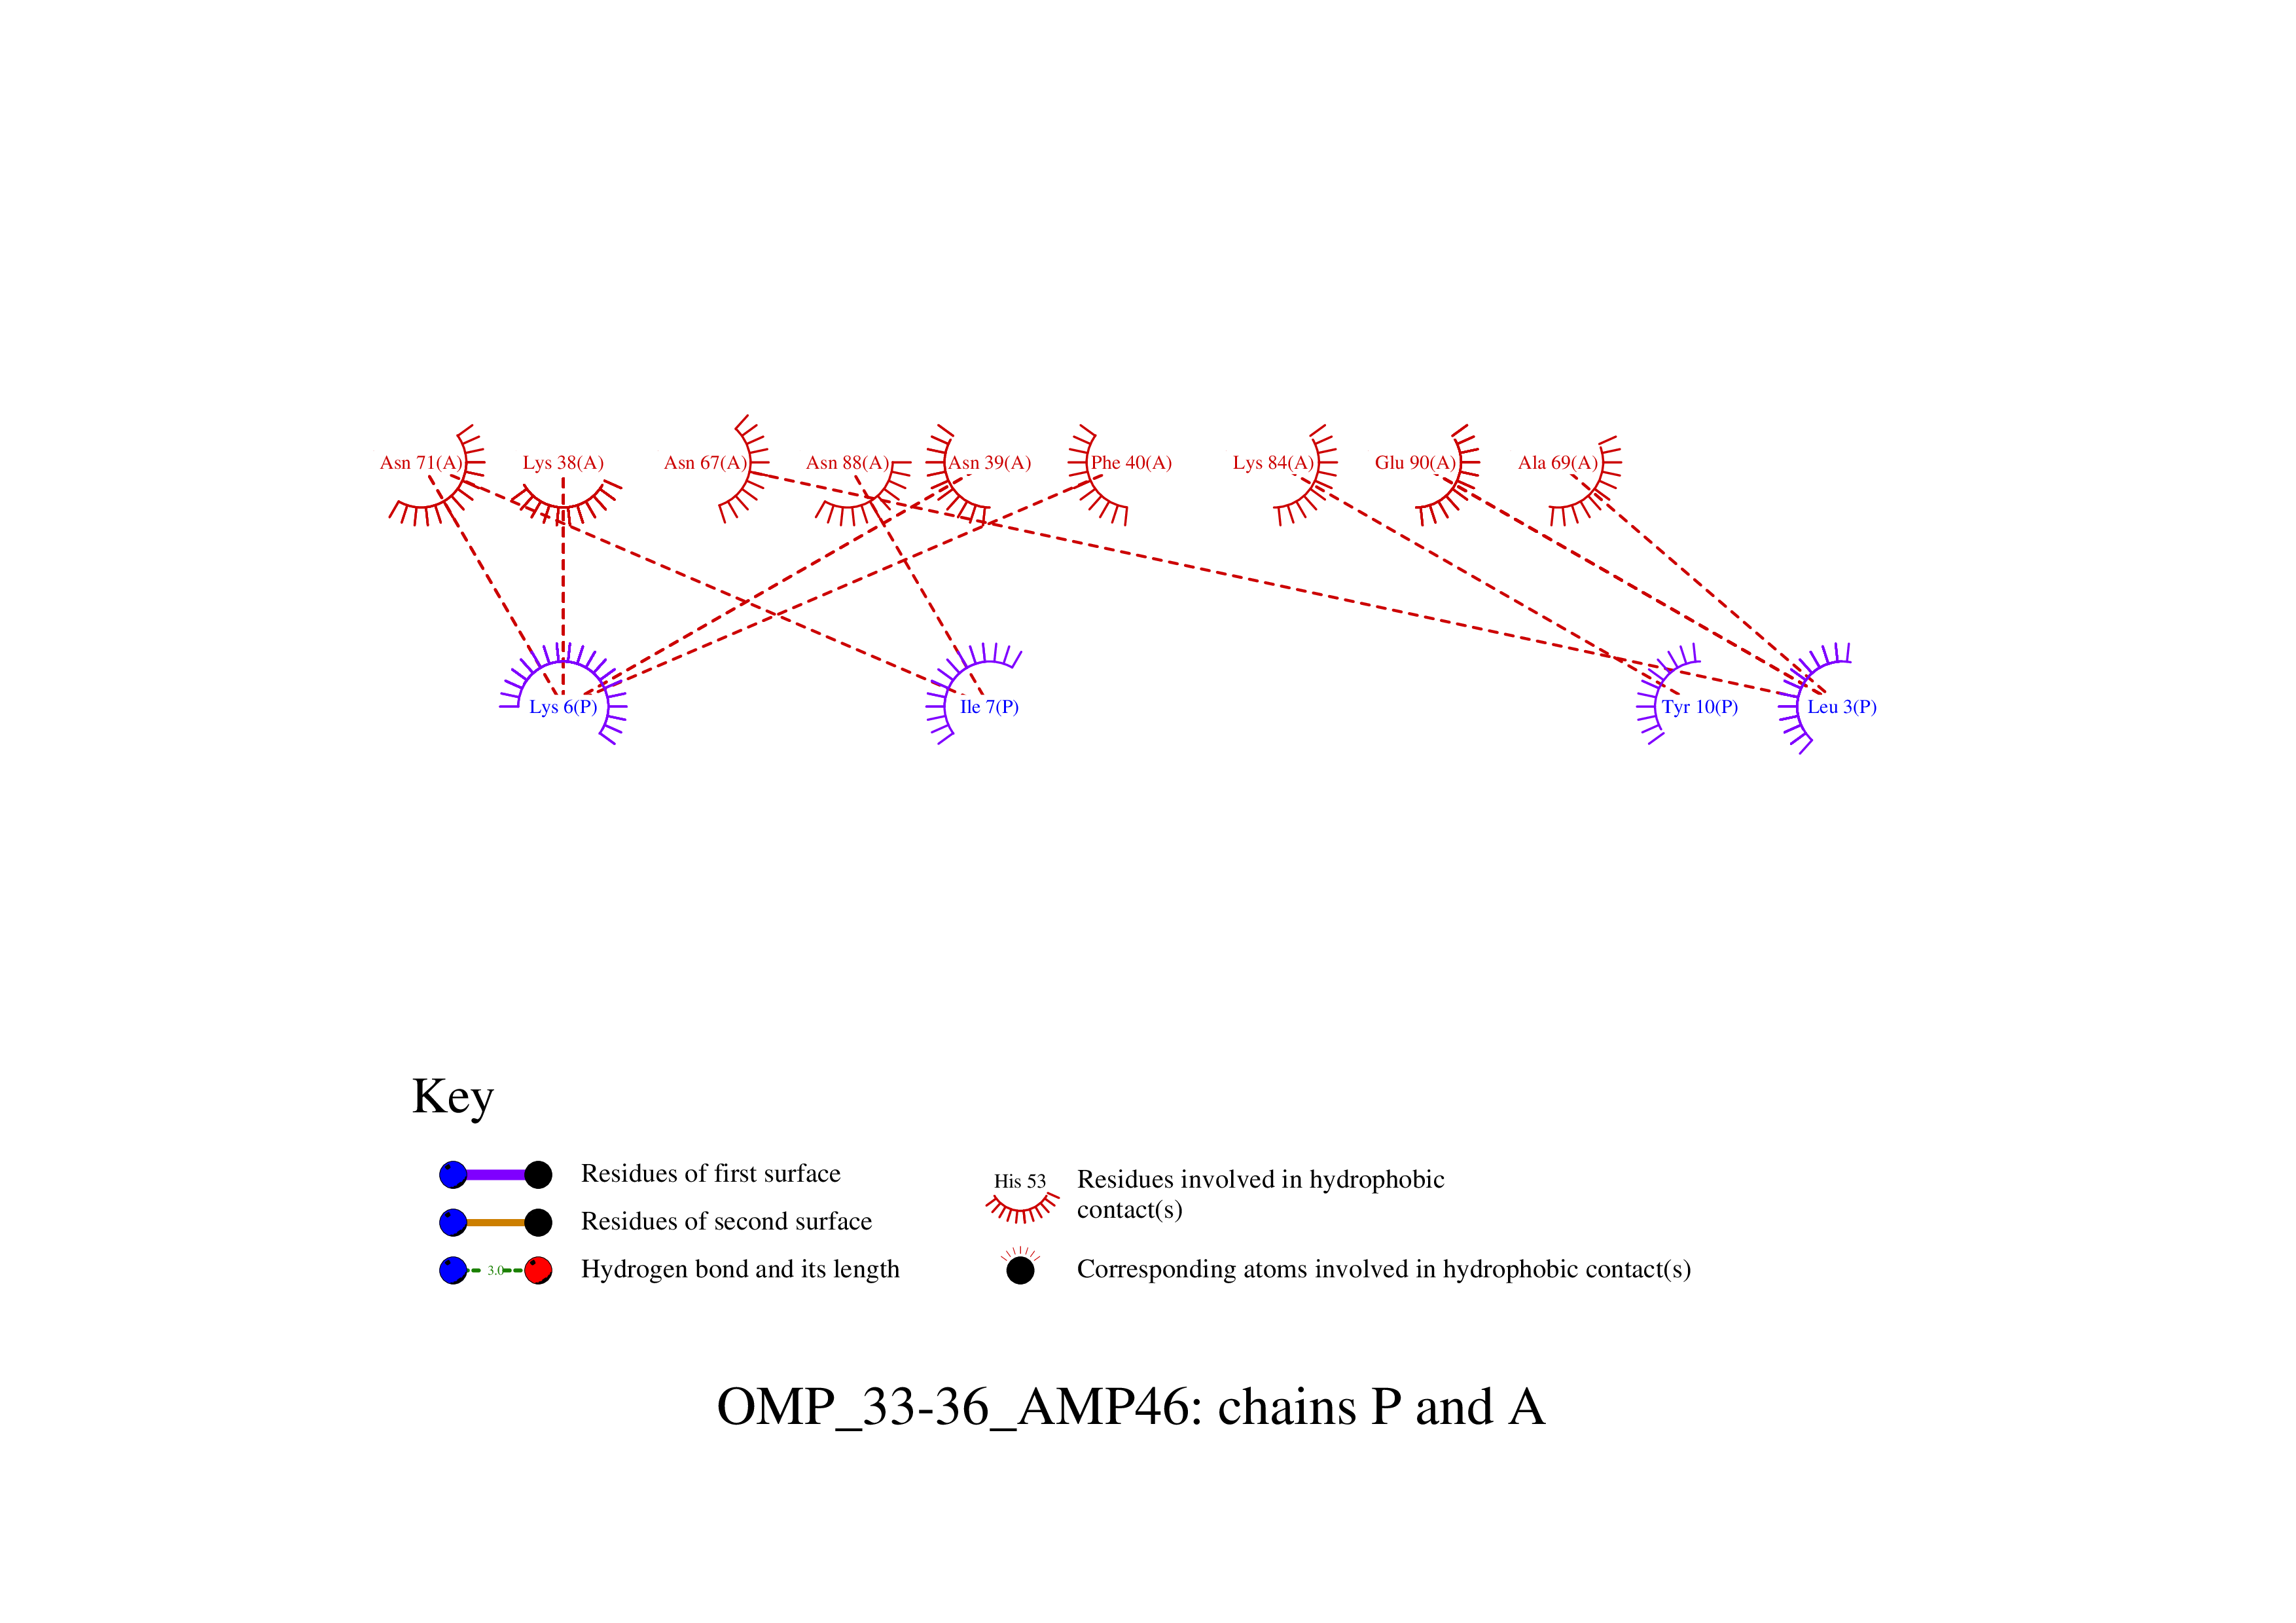 Asn 71(A) Lys 38(A) Asn 67(A) Asn 88(A) Asn 39(A) Phe 40(A) Lys 84(A) Glu 90(A) Ala 69(A)
Lys 6(P) Ile 7(P) Tyr 10(P) Leu 3(P)
Key
Residues of first surface
Residues of second surface
3.0 Hydrogen bond and its length
His 53 Residues involved in hydrophobic
contact(s)
Corresponding atoms involved in hydrophobic contact(s)
OMP_33-36_AMP46: chains P and A